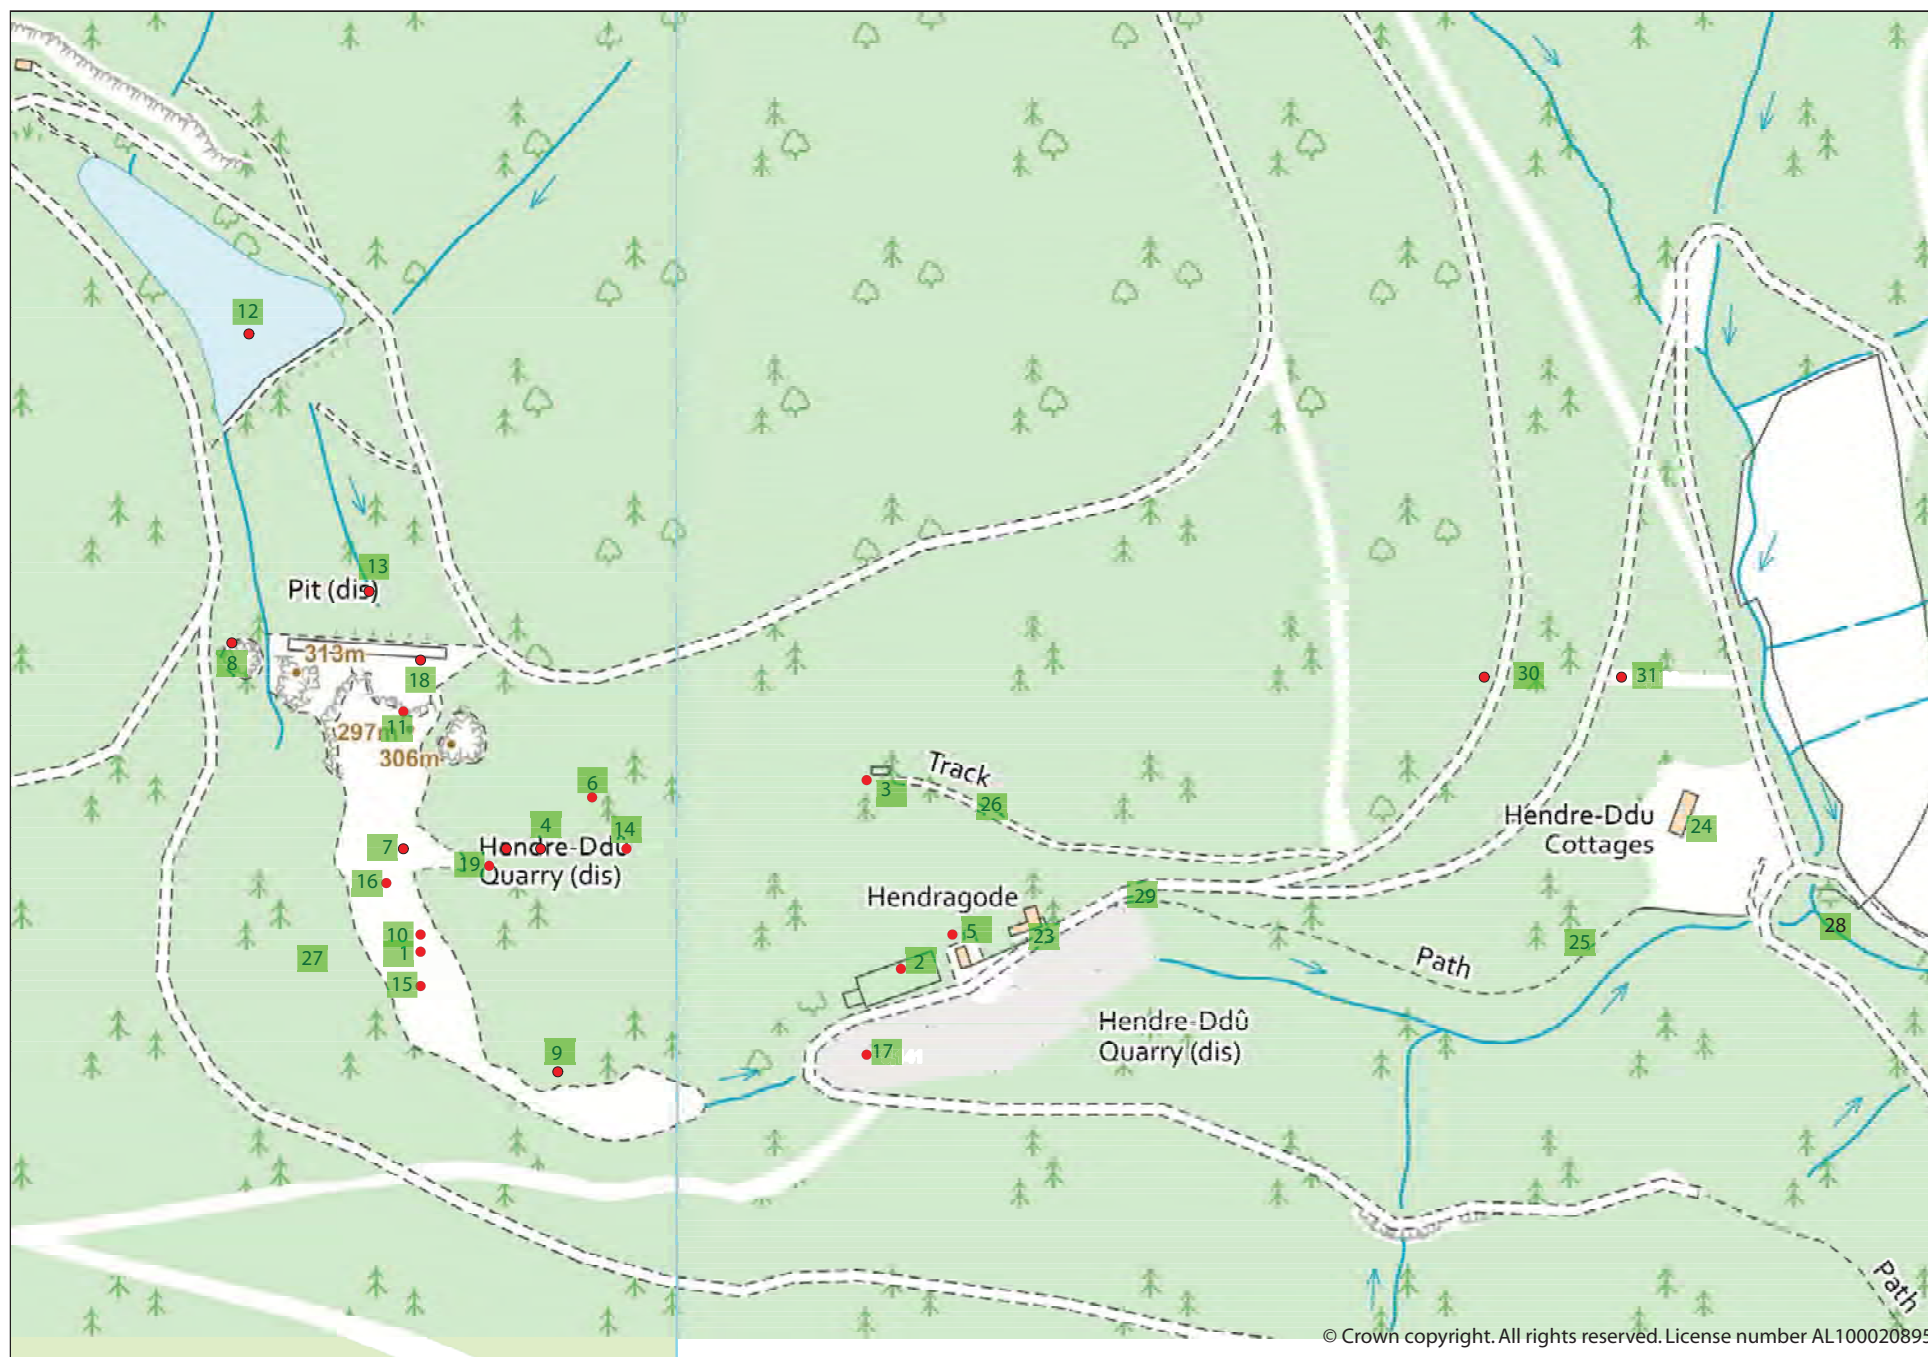 12
13
Pit (dis)
8
313m
18
11
297m
306m
30
31
6
3
Track
26
4
14
7
Hendre-Ddû
19
Quarry (dis)
16
Hendre-Ddu
Cottages
24
Hendragode
29
10
1
27
15
5
23
2
Path
25
28
9
17
Hendre-Ddû
Quarry (dis)
Path
© Crown copyright. All rights reserved. License number AL100020895